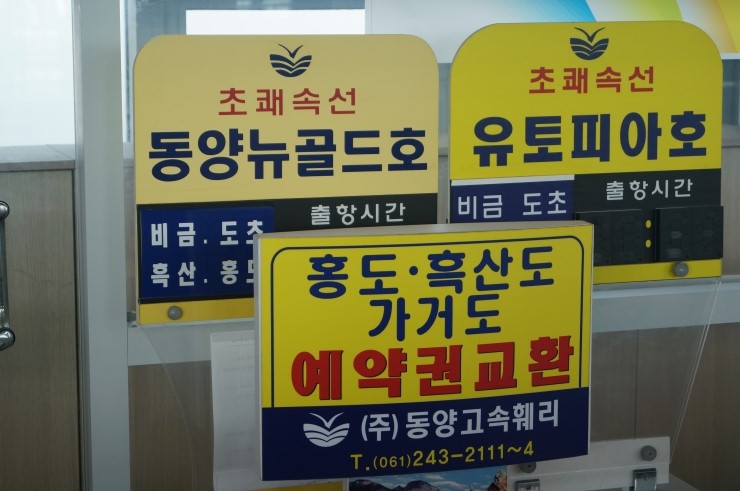 초쾌속선
동양뉴골드호
출항시간
비금.도초
흑산.홍도
초쾌속선
유토피아호
출항시간
비금 도초
홍도·흑산도
가거도
예약권교환
(주)동양고속훼리
T.(061)243-2111~4